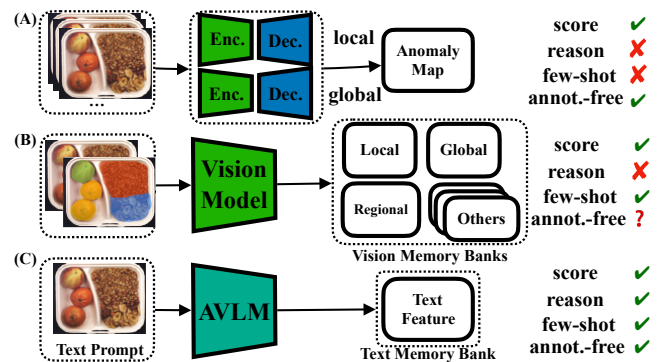 (A)
...
Enc. Dec.
Enc. Dec.
local
global
Anomaly
Map
score ✓
reason ✗
few-shot ✗
annot.-free ✓
(B)
Vision
Model
Local
Global
Regional
Others
Vision Memory Banks
score ✓
reason ✗
few-shot ✓
annot.-free ?
(C)
Text Prompt
AVLM
Text
Feature
Text Memory Bank
score ✓
reason ✓
few-shot ✓
annot.-free ✓